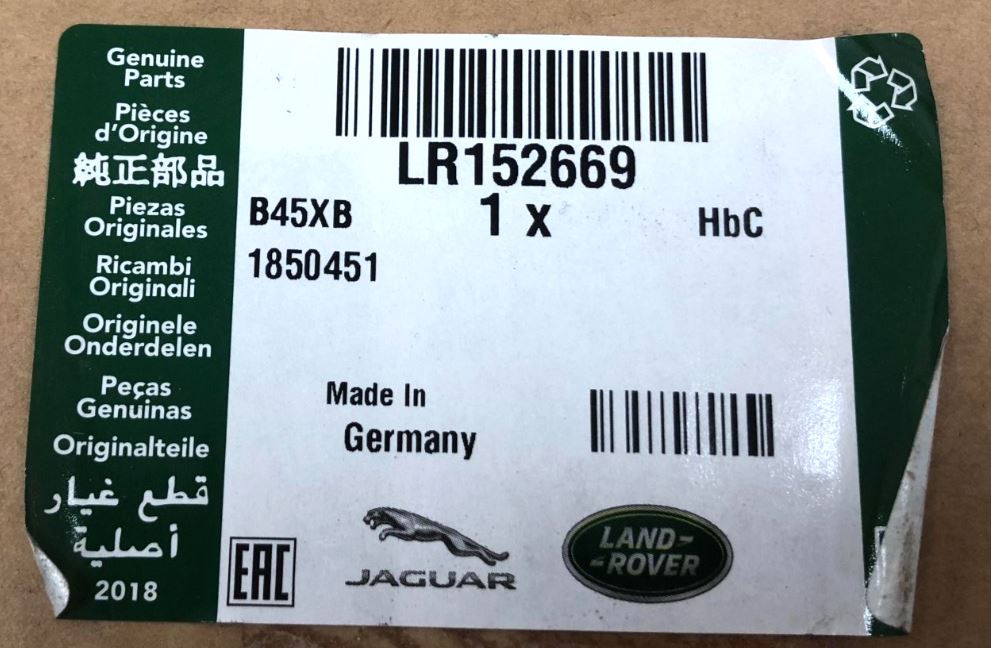 Genuine
Parts
Pièces
d'Origine
純正部品
Piezas
Originales
Ricambi
Originali
Originele
Onderdelen
Peças
Genuinas
Originalteile
قطع غيار
أصلية
2018
LR152669
B45XB
1 x
HbC
1850451
Made In
Germany
EAC
JAGUAR
LAND-
-ROVER